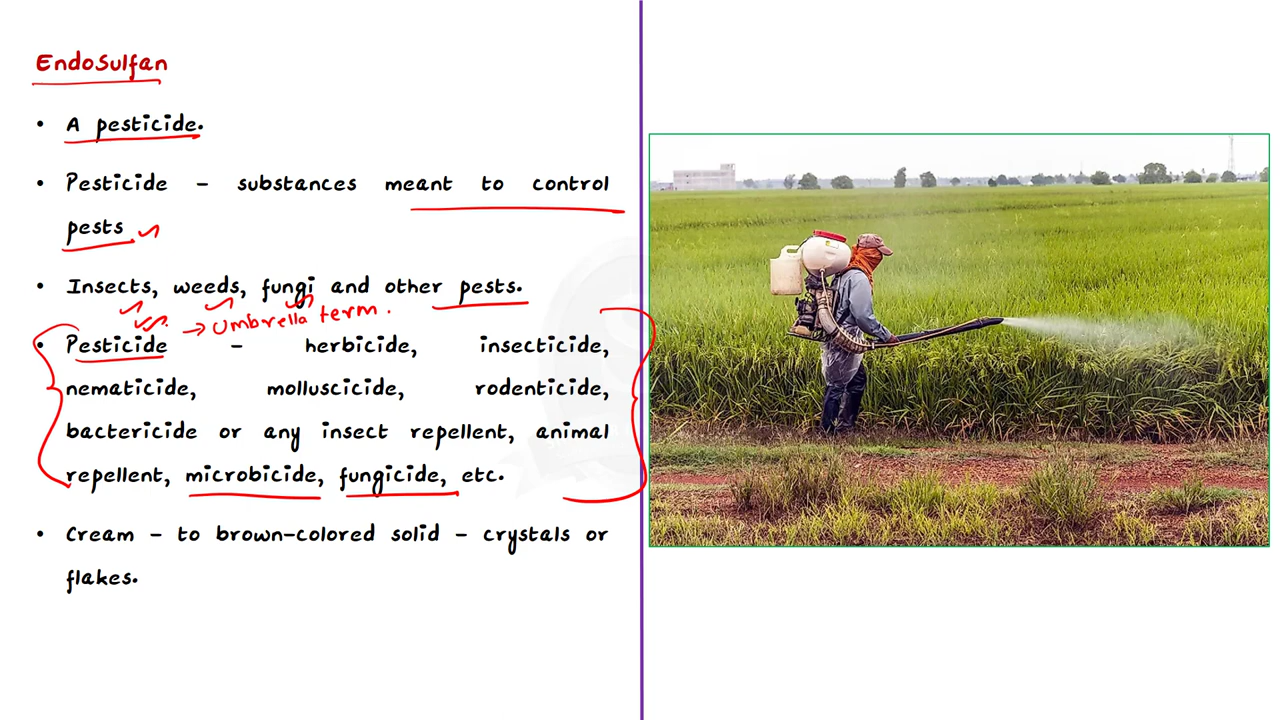 EndoSulfan
• A pesticide.
• Pesticide – substances meant to control
pests
• Insects, weeds, fungi and other pests.
→ Umbrella term.
• Pesticide – herbicide, insecticide,
nematicide, molluscicide, rodenticide,
bactericide or any insect repellent, animal
repellent, microbicide, fungicide, etc.
• Cream – to brown-colored solid – crystals or
flakes.